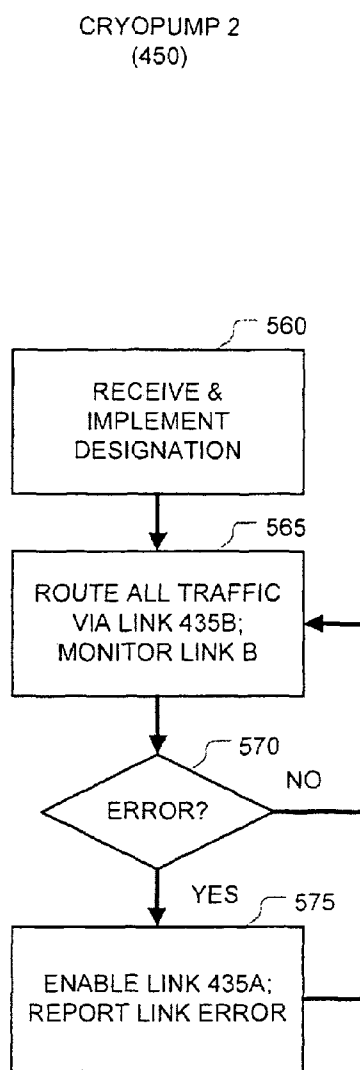 CRYOPUMP 2
(450)
560
RECEIVE &
IMPLEMENT
DESIGNATION
565
ROUTE ALL TRAFFIC
VIA LINK 435B;
MONITOR LINK B
570
ERROR?
NO
YES
575
ENABLE LINK 435A;
REPORT LINK ERROR